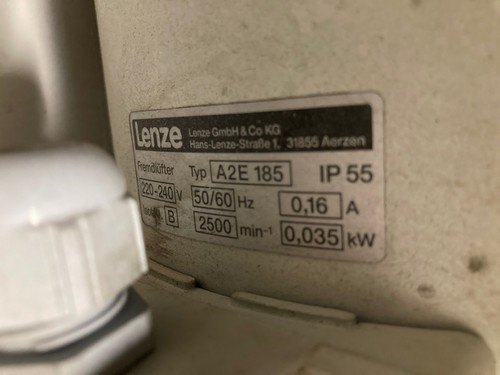 Lenze Lenze GmbH & Co KG
Hans-Lenze-Straße 1, 31855 Aerzen
Fremdlüfter Typ A2E 185 IP 55
220-240 V 50/60 Hz 0,16 A
B 2500 min⁻¹ 0,035 kW